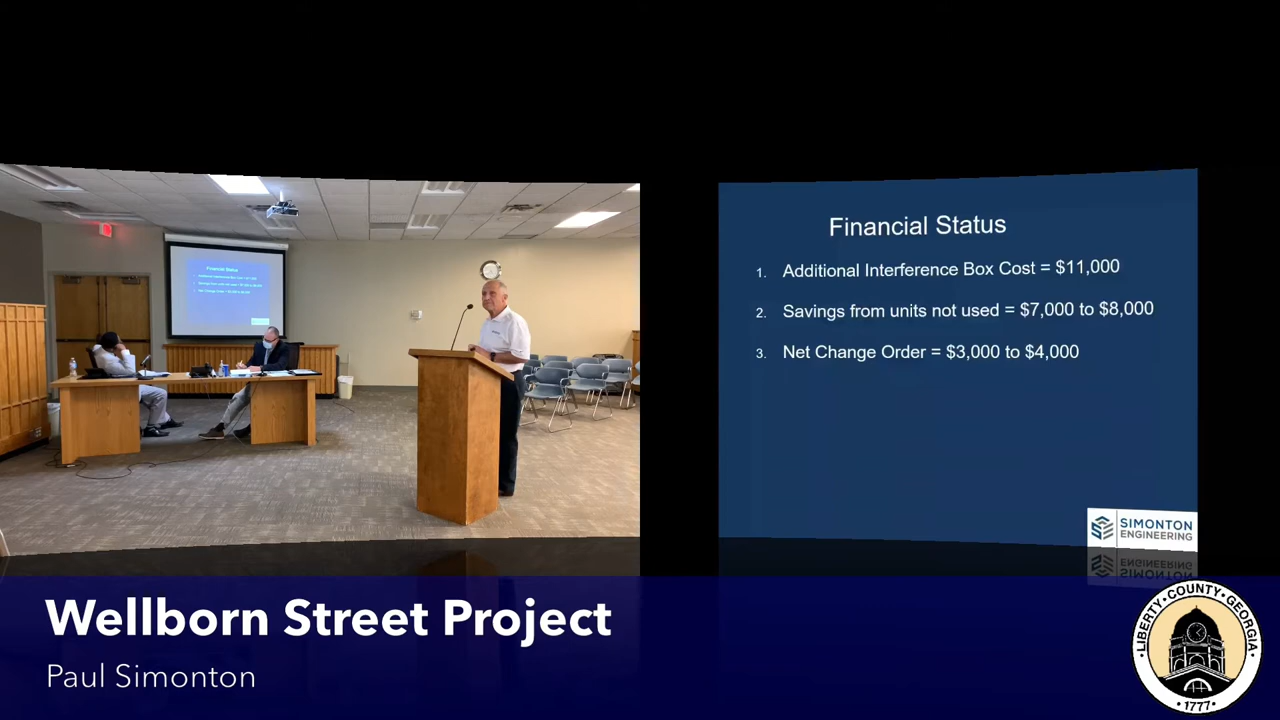 Financial Status
1. Additional Interference Box Cost = $11,000
2. Savings from units not used = $7,000 to $8,000
3. Net Change Order = $3,000 to $4,000
SIMONTON
ENGINEERING
Wellborn Street Project
Paul Simonton
LIBERTY • COUNTY • GEORGIA
• 1777 •